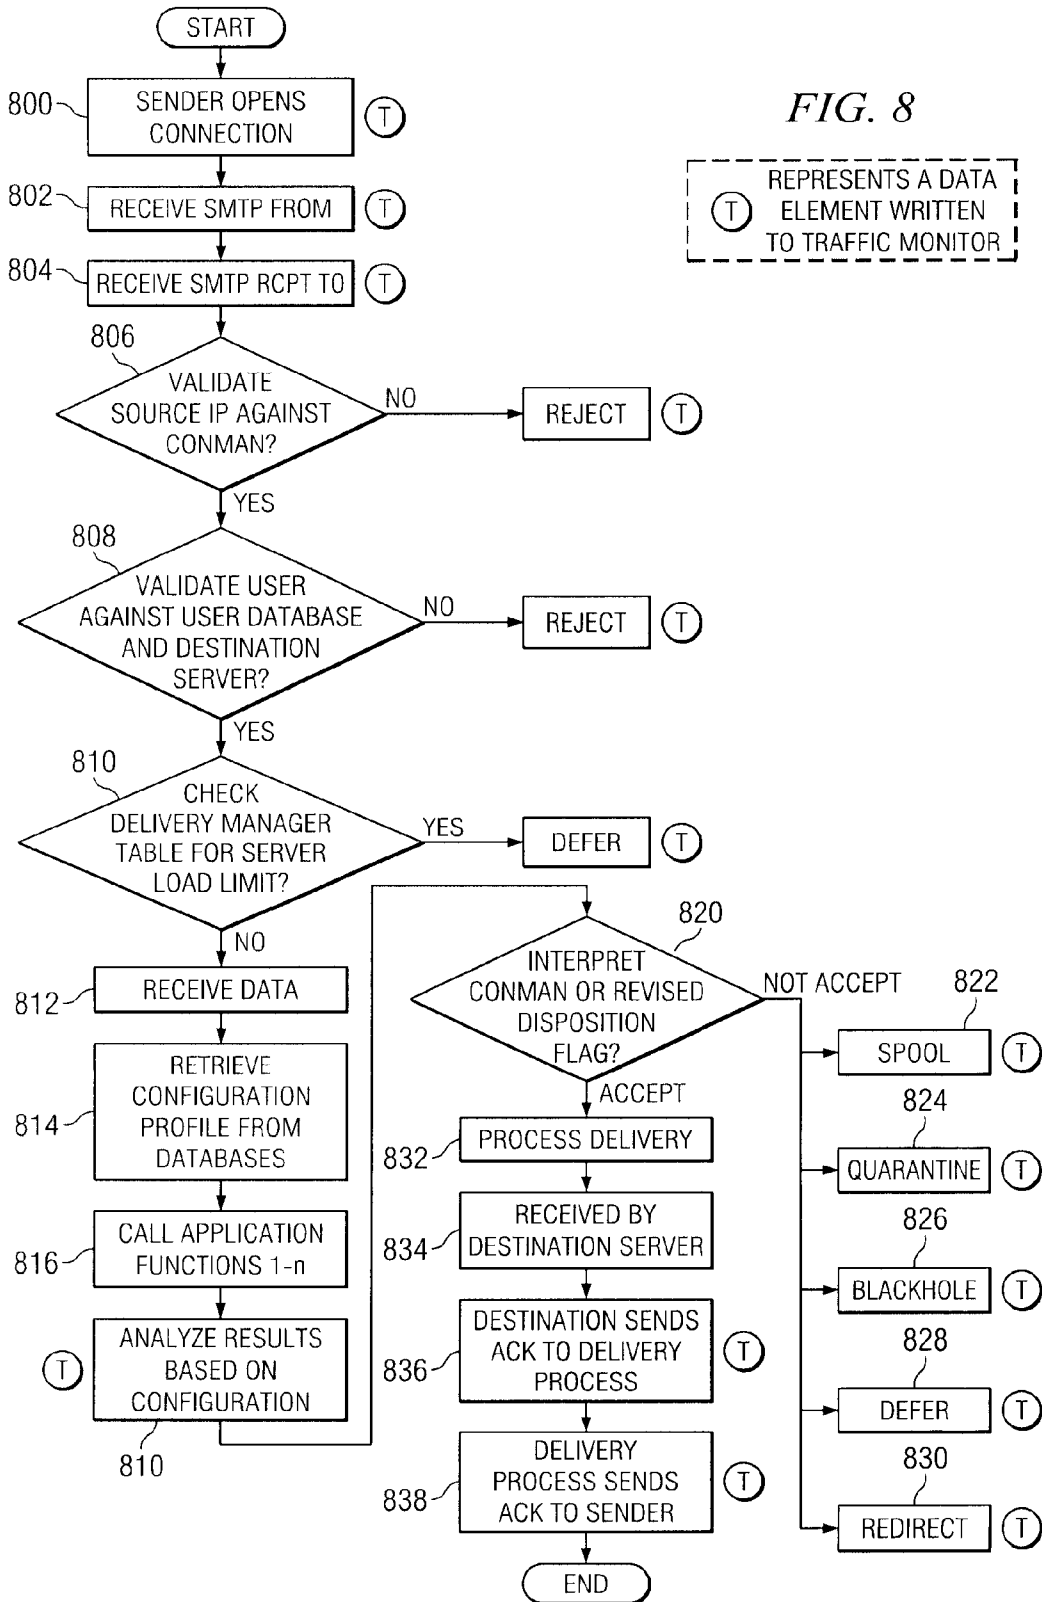 START
FIG. 8
800
SENDER OPENS
CONNECTION
T
T
REPRESENTS A DATA
ELEMENT WRITTEN
TO TRAFFIC MONITOR
802
RECEIVE SMTP FROM
T
804
RECEIVE SMTP RCPT TO
T
806
VALIDATE
SOURCE IP AGAINST
CONMAN?
NO
REJECT
T
YES
808
VALIDATE USER
AGAINST USER DATABASE
AND DESTINATION
SERVER?
NO
REJECT
T
YES
810
CHECK
DELIVERY MANAGER
TABLE FOR SERVER
LOAD LIMIT?
YES
DEFER
T
NO
812
RECEIVE DATA
814
RETRIEVE
CONFIGURATION
PROFILE FROM
DATABASES
816
CALL APPLICATION
FUNCTIONS 1-n
T
ANALYZE RESULTS
BASED ON
CONFIGURATION
810
820
INTERPRET
CONMAN OR REVISED
DISPOSITION
FLAG?
NOT ACCEPT
ACCEPT
822
SPOOL
T
824
QUARANTINE
T
826
BLACKHOLE
T
828
DEFER
T
830
REDIRECT
T
832
PROCESS DELIVERY
834
RECEIVED BY
DESTINATION SERVER
836
DESTINATION SENDS
ACK TO DELIVERY
PROCESS
T
838
DELIVERY
PROCESS SENDS
ACK TO SENDER
T
END